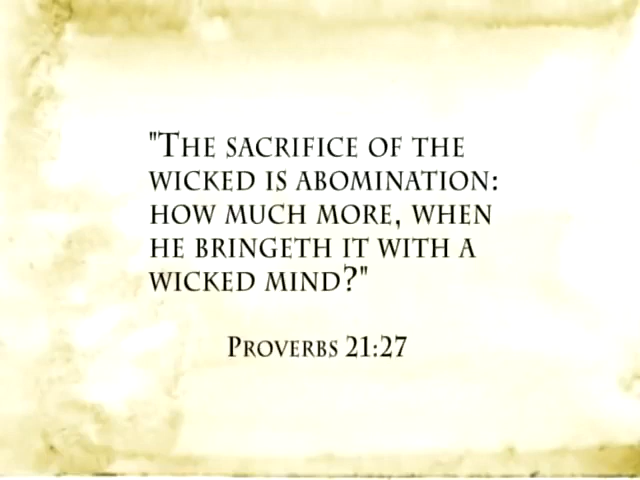 "The sacrifice of the
wicked is abomination:
how much more, when
he bringeth it with a
wicked mind?"
Proverbs 21:27